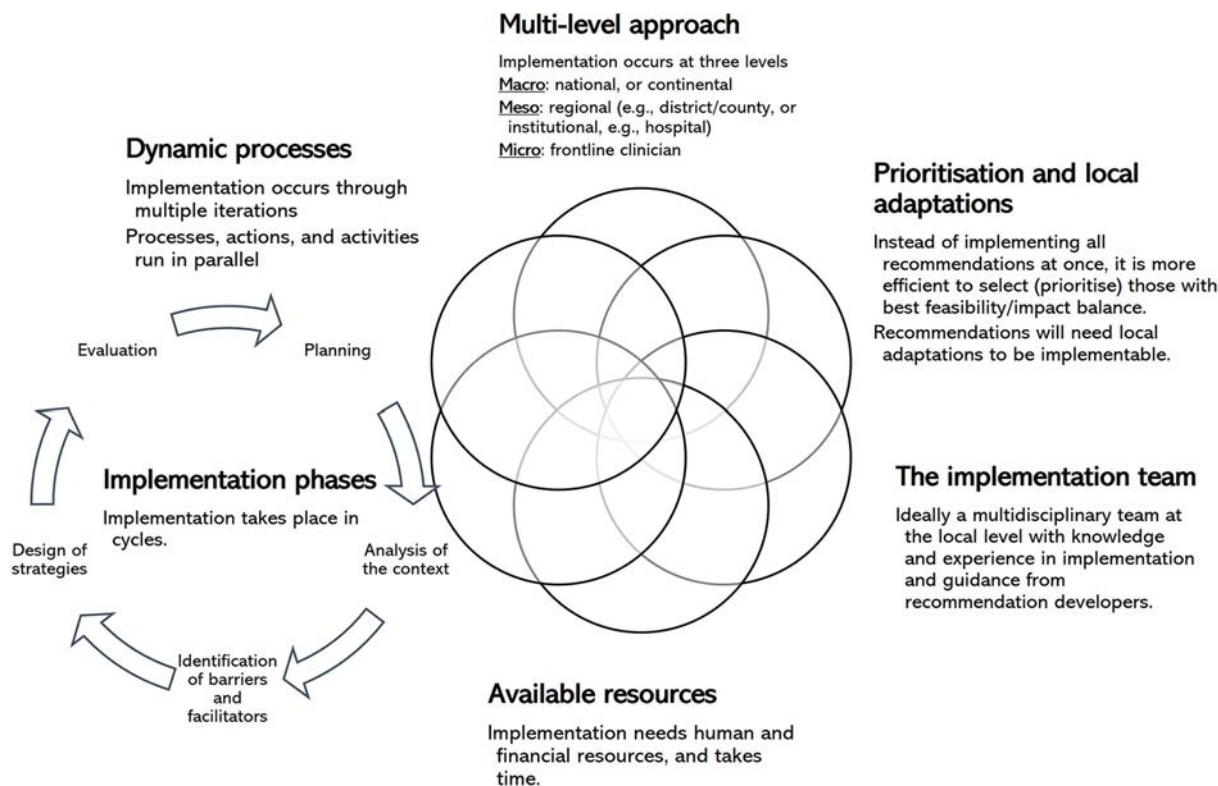 Multi-level approach
Implementation occurs at three levels
Macro: national, or continental
Meso: regional (e.g., district/county, or
institutional, e.g., hospital)
Micro: frontline clinician
Dynamic processes
Implementation occurs through
multiple iterations
Processes, actions, and activities
run in parallel
Prioritisation and local
adaptations
Instead of implementing all
recommendations at once, it is more
efficient to select (prioritise) those with
best feasibility/impact balance.
Recommendations will need local
adaptations to be implementable.
Evaluation
Planning
Implementation phases
Implementation takes place in
cycles.
Design of
strategies
Analysis of
the context
Identification
of barriers
and
facilitators
The implementation team
Ideally a multidisciplinary team at
the local level with knowledge
and experience in implementation
and guidance from
recommendation developers.
Available resources
Implementation needs human and
financial resources, and takes
time.